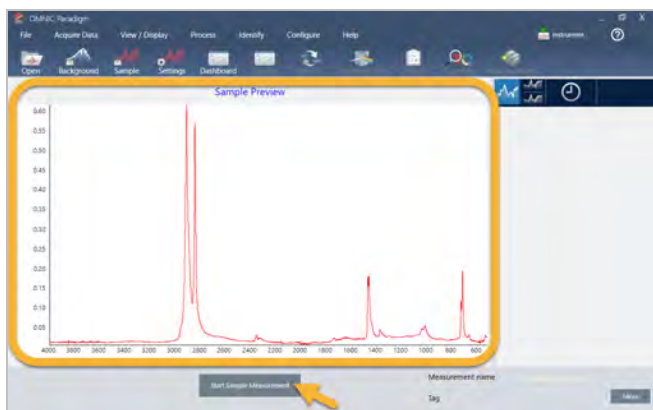 OMNIC Paradigm
File Acquire Data View / Display Process Identify Configure Help Instrument
Open Background Sample Settings Dashboard
Sample Preview
0.60
0.55
0.50
0.45
0.40
0.35
0.30
0.25
0.20
0.15
0.10
0.05
4000 3800 3600 3400 3200 3000 2800 2600 2400 2200 2000 1800 1600 1400 1200 1000 800 600
Start Sample Measurement
Measurement name
Tag
More